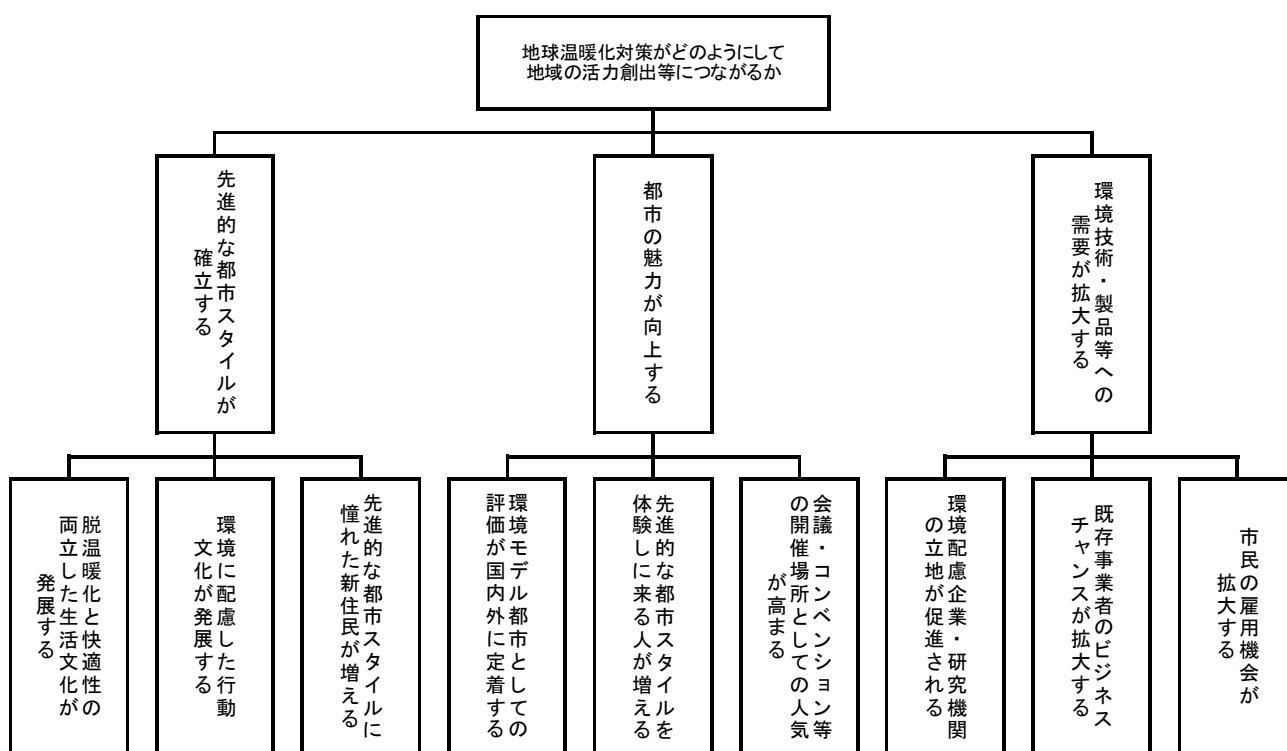 地球温暖化対策がどのようにして
地域の活力創出等につながるか
先進的な都市スタイルが
確立する
都市の魅力が向上する
環境技術・製品等への
需要が拡大する
脱温暖化と快適性の
両立した生活文化が
発展する
環境に配慮した行動
文化が発展する
先進的な都市スタイルに
憧れた新住民が増える
環境モデル都市としての
評価が国内外に定着する
先進的な都市スタイルを
体験しに来る人が増える
会議・コンベンション等
の開催場所としての人気
が高まる
環境配慮企業・研究機関
の立地が促進される
既存事業者のビジネス
チャンスが拡大する
市民の雇用機会が
拡大する